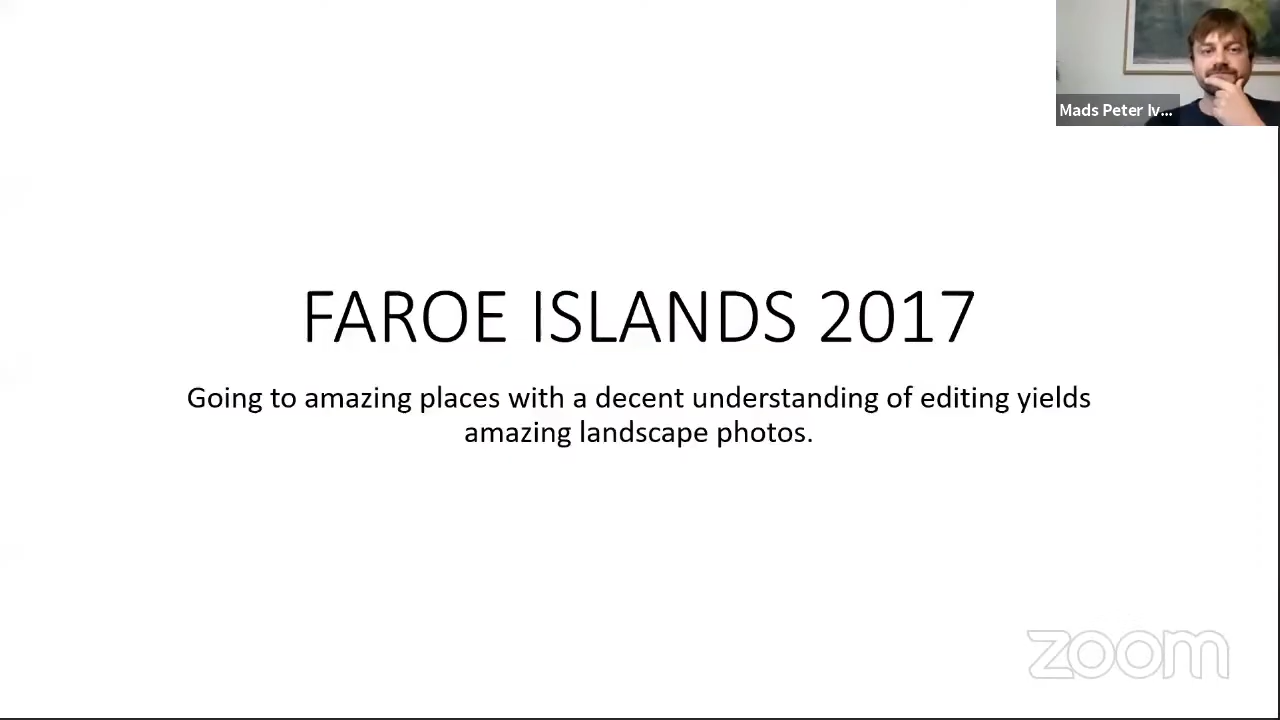 Mads Peter Iv...
FAROE ISLANDS 2017
Going to amazing places with a decent understanding of editing yields
amazing landscape photos.
zoom